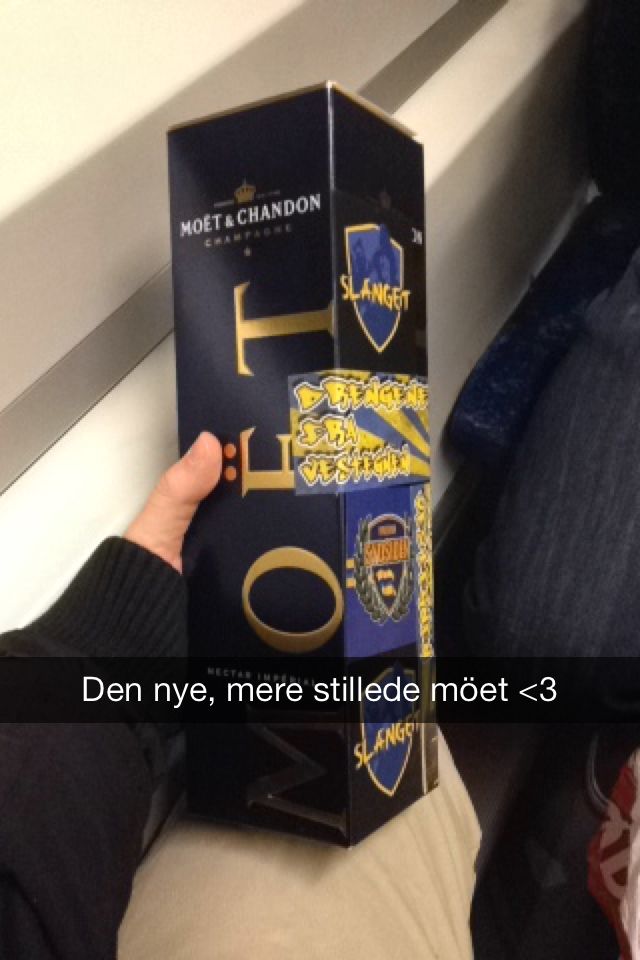 MOËT & CHANDON
CHAMPAGNE
MOËT
NECTAR IMPÉRIAL
SLANGET
DRENGENE
FRA
VESTEGNEN
SLANGET
Den nye, mere stillede möet <3